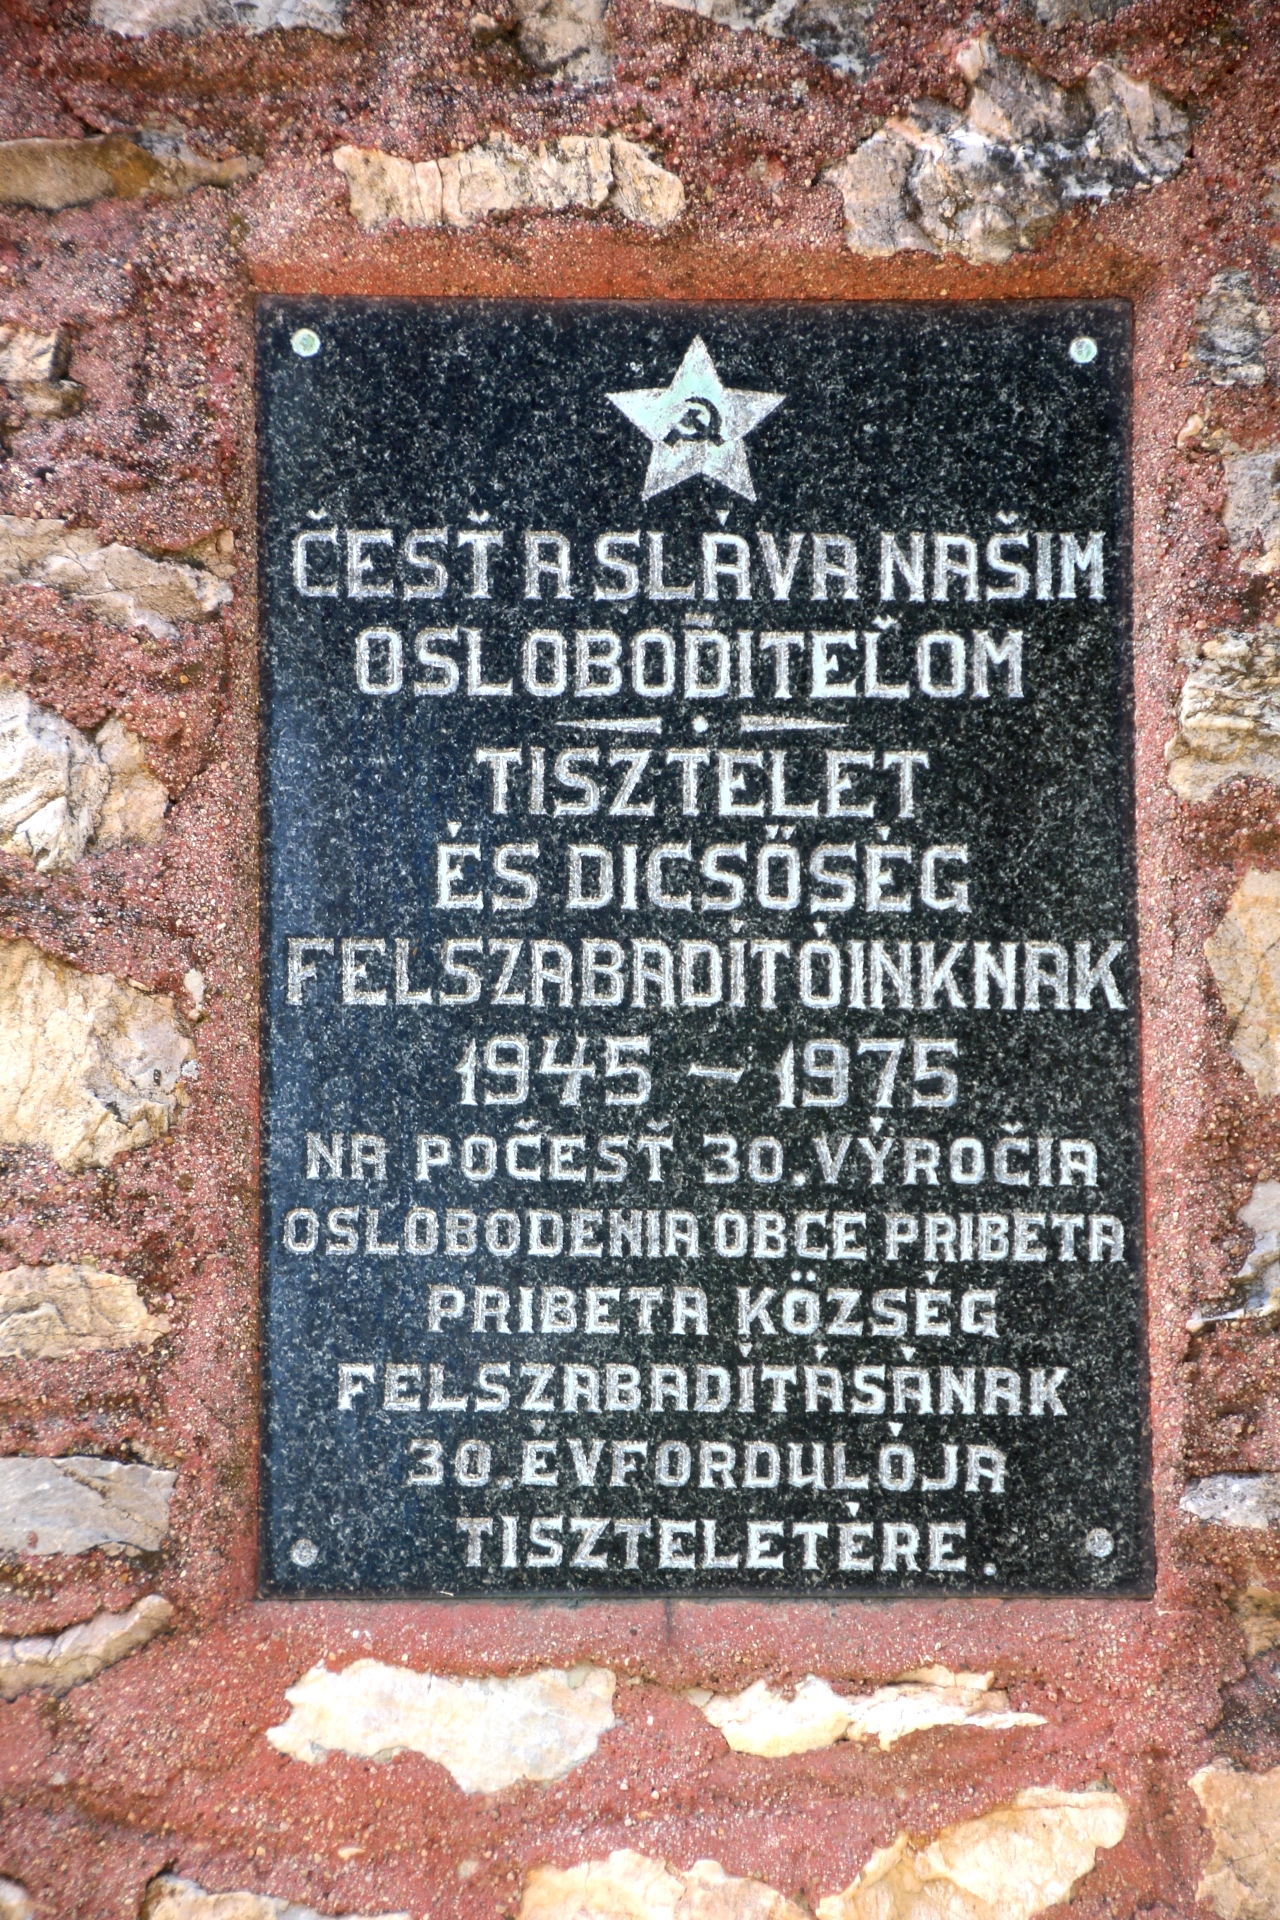 ČESŤ A SLÁVA NAŠIM
OSLOBODITEĽOM
TISZTELET
ÉS DICSŐSÉG
FELSZABADÍTÓINKNAK
1945 - 1975
NA POČESŤ 30. VÝROČIA
OSLOBODENIA OBCE PRIBETA
PRIBETA KÖZSÉG
FELSZABADÍTÁSÁNAK
30. ÉVFORDULÓJA
TISZTELETÉRE.